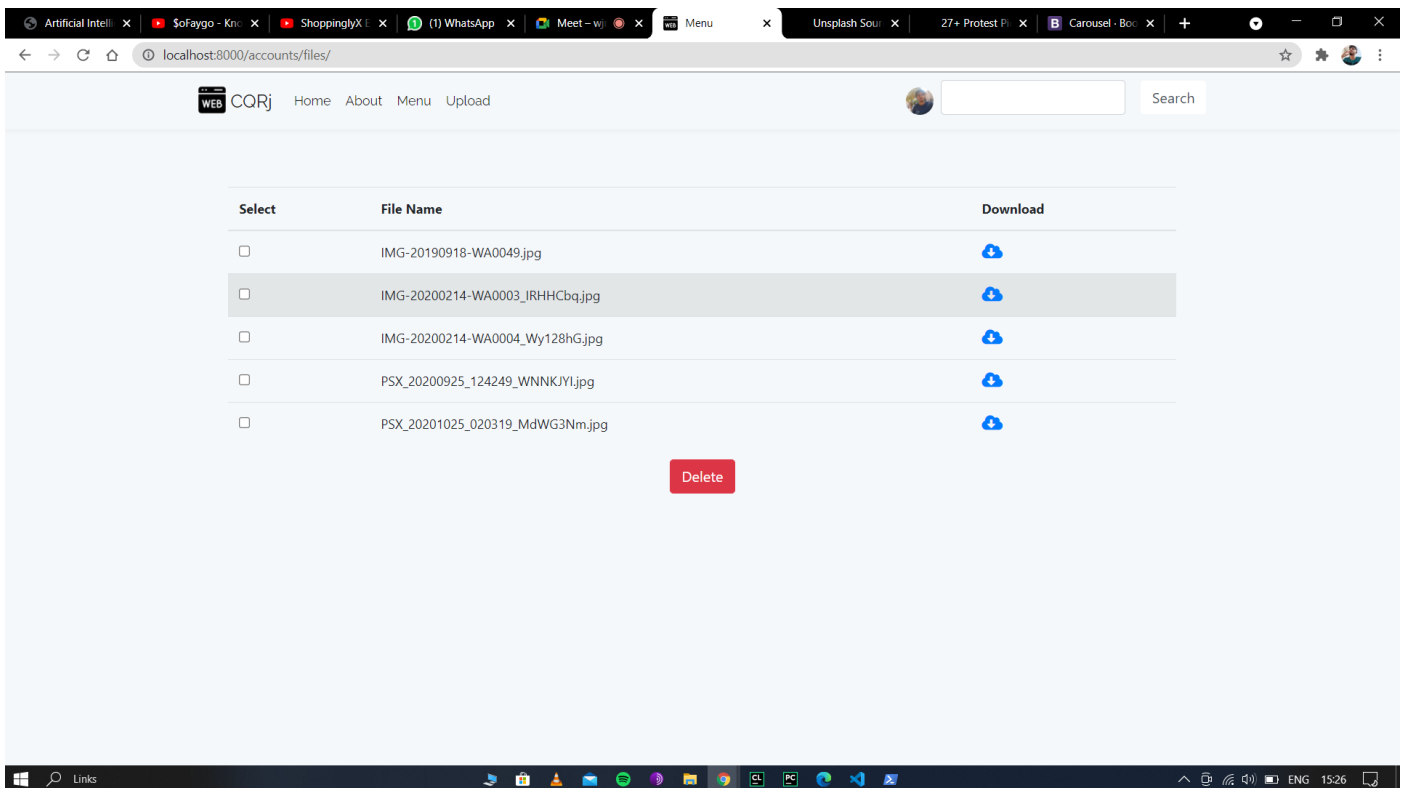 Artificial Intelli $oFaygo - Kno ShoppinglyX E (1) WhatsApp Meet – wj Menu Unsplash Sour 27+ Protest Pi B Carousel · Boo
localhost:8000/accounts/files/
WEB CQRj Home About Menu Upload Search
Select File Name Download
IMG-20190918-WA0049.jpg
IMG-20200214-WA0003_IRHHCbq.jpg
IMG-20200214-WA0004_Wy128hG.jpg
PSX_20200925_124249_WNNKJYI.jpg
PSX_20201025_020319_MdWG3Nm.jpg
Delete
Links CL PC ENG 15:26